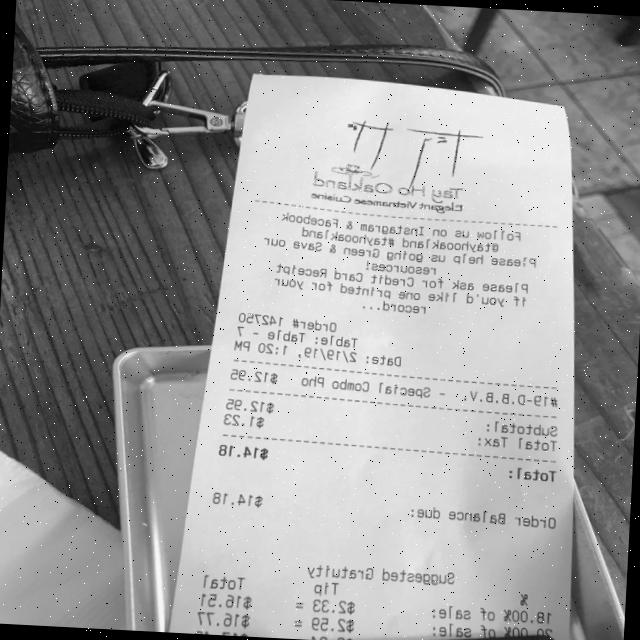 Tay Ho Oakland
Elegant Vietnamese Cuisine
Follow us on Instagram & Facebook
@tayhooakland #tayhooakland
Please help us going Green & Save our
resources!
Please ask for Credit Card Receipt
if you'd like one printed for your
record...
Order# 142750
Table: Table - 7
Date: 2/19/19, 1:20 PM
#19-D.B.B.V. - Special Combo Pho $12.95
Subtotal: $12.95
Total Tax: $1.23
Total: $14.18
Order Balance due: $14.18
Suggested Gratuity
% Tip Total
18.00% of sale: $2.33 = $16.51
20.00% of sale: $2.59 = $16.77